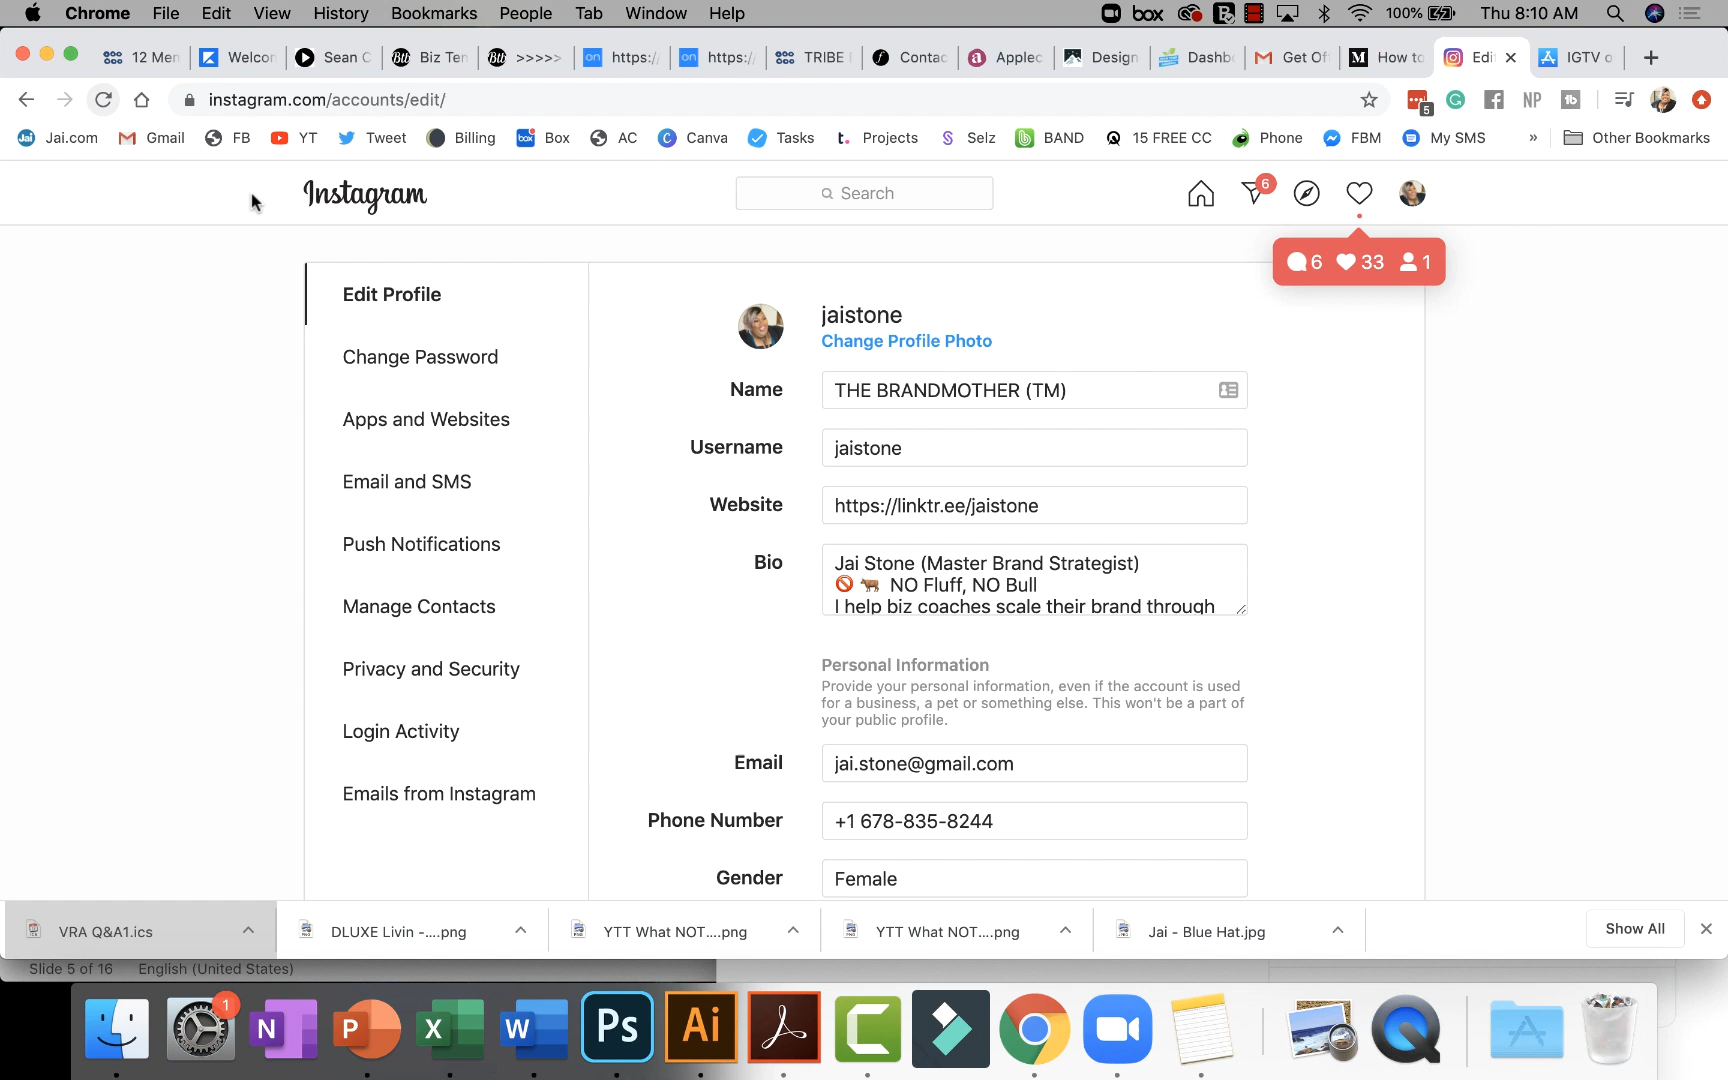 Chrome File Edit View History Bookmarks People Tab Window Help box 100% Thu 8:10 AM
12 Men Welcon Sean C Biz Ten >>>>> https:/ https:/ TRIBE Contac Applec Design Dashb Get Of How to Edi IGTV o
instagram.com/accounts/edit/ 5 NP
Jai.com Gmail FB YT Tweet Billing Box AC Canva Tasks Projects Selz BAND 15 FREE CC Phone FBM My SMS » Other Bookmarks
Instagram Search 6
6 33 1
Edit Profile
Change Password
Apps and Websites
Email and SMS
Push Notifications
Manage Contacts
Privacy and Security
Login Activity
Emails from Instagram
jaistone
Change Profile Photo
Name THE BRANDMOTHER (TM)
Username jaistone
Website https://linktr.ee/jaistone
Bio Jai Stone (Master Brand Strategist)
🚫 🐂 NO Fluff, NO Bull
I help biz coaches scale their brand through
Personal Information
Provide your personal information, even if the account is used
for a business, a pet or something else. This won't be a part of
your public profile.
Email jai.stone@gmail.com
Phone Number +1 678-835-8244
Gender Female
VRA Q&A1.ics DLUXE Livin -....png YTT What NOT....png YTT What NOT....png Jai - Blue Hat.jpg Show All
Slide 5 of 16 English (United States)
1 N P X W Ps Ai